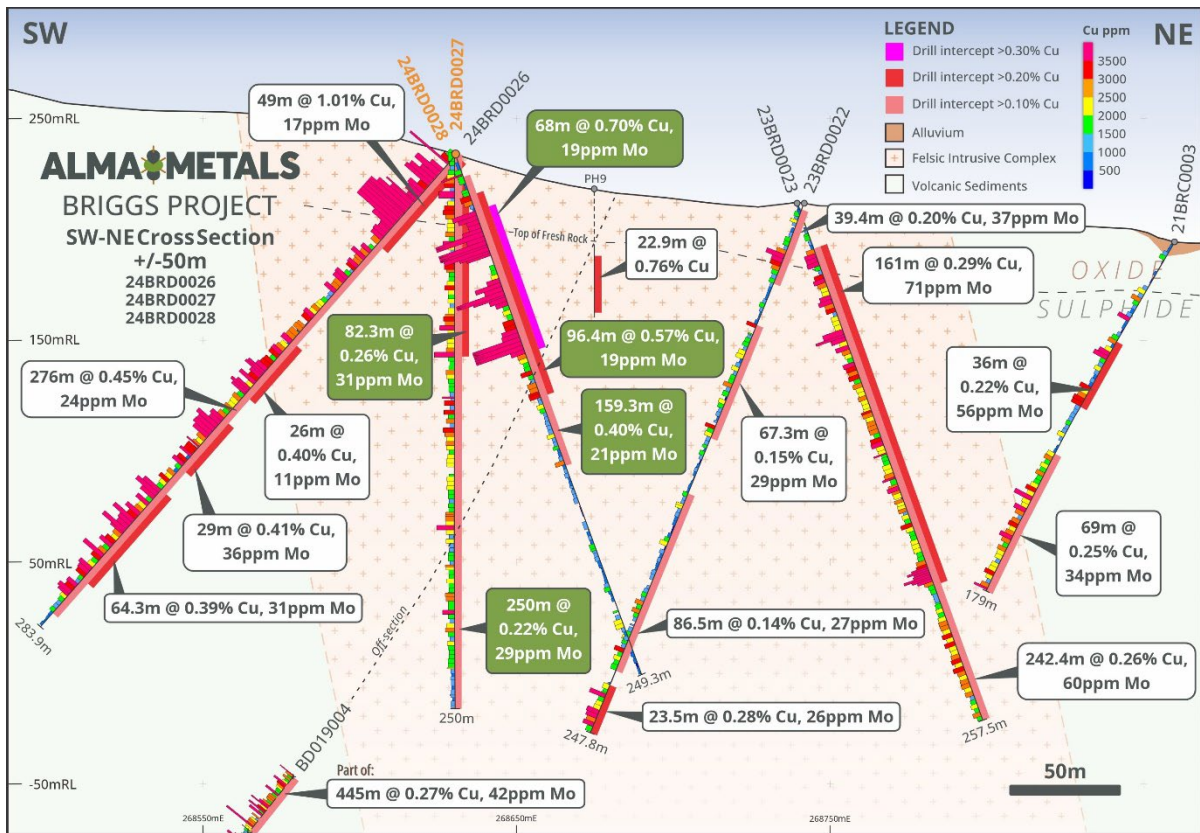 SW
NE
LEGEND
Drill intercept >0.30% Cu
Drill intercept >0.20% Cu
Drill intercept >0.10% Cu
Alluvium
Felsic Intrusive Complex
Volcanic Sediments
Cu ppm
3500
3000
2500
2000
1500
1000
500
250mRL
150mRL
50mRL
-50mRL
ALMA METALS
BRIGGS PROJECT
SW-NE Cross Section
+/-50m
24BRD0026
24BRD0027
24BRD0028
24BRD0028
24BRD0027
24BRD0026
PH9
23BRD0023
23BRD0022
21BRC0003
49m @ 1.01% Cu,
17ppm Mo
68m @ 0.70% Cu,
19ppm Mo
Top of Fresh Rock
22.9m @
0.76% Cu
39.4m @ 0.20% Cu, 37ppm Mo
161m @ 0.29% Cu,
71ppm Mo
OXIDE
SULPHIDE
82.3m @
0.26% Cu,
31ppm Mo
96.4m @ 0.57% Cu,
19ppm Mo
276m @ 0.45% Cu,
24ppm Mo
159.3m @
0.40% Cu,
21ppm Mo
36m @
0.22% Cu,
56ppm Mo
26m @
0.40% Cu,
11ppm Mo
67.3m @
0.15% Cu,
29ppm Mo
29m @ 0.41% Cu,
36ppm Mo
69m @
0.25% Cu,
34ppm Mo
64.3m @ 0.39% Cu, 31ppm Mo
283.9m
179m
Off-section
250m @
0.22% Cu,
29ppm Mo
86.5m @ 0.14% Cu, 27ppm Mo
249.3m
242.4m @ 0.26% Cu,
60ppm Mo
250m
23.5m @ 0.28% Cu, 26ppm Mo
247.8m
257.5m
BD019004
Part of:
445m @ 0.27% Cu, 42ppm Mo
50m
268550mE
268650mE
268750mE